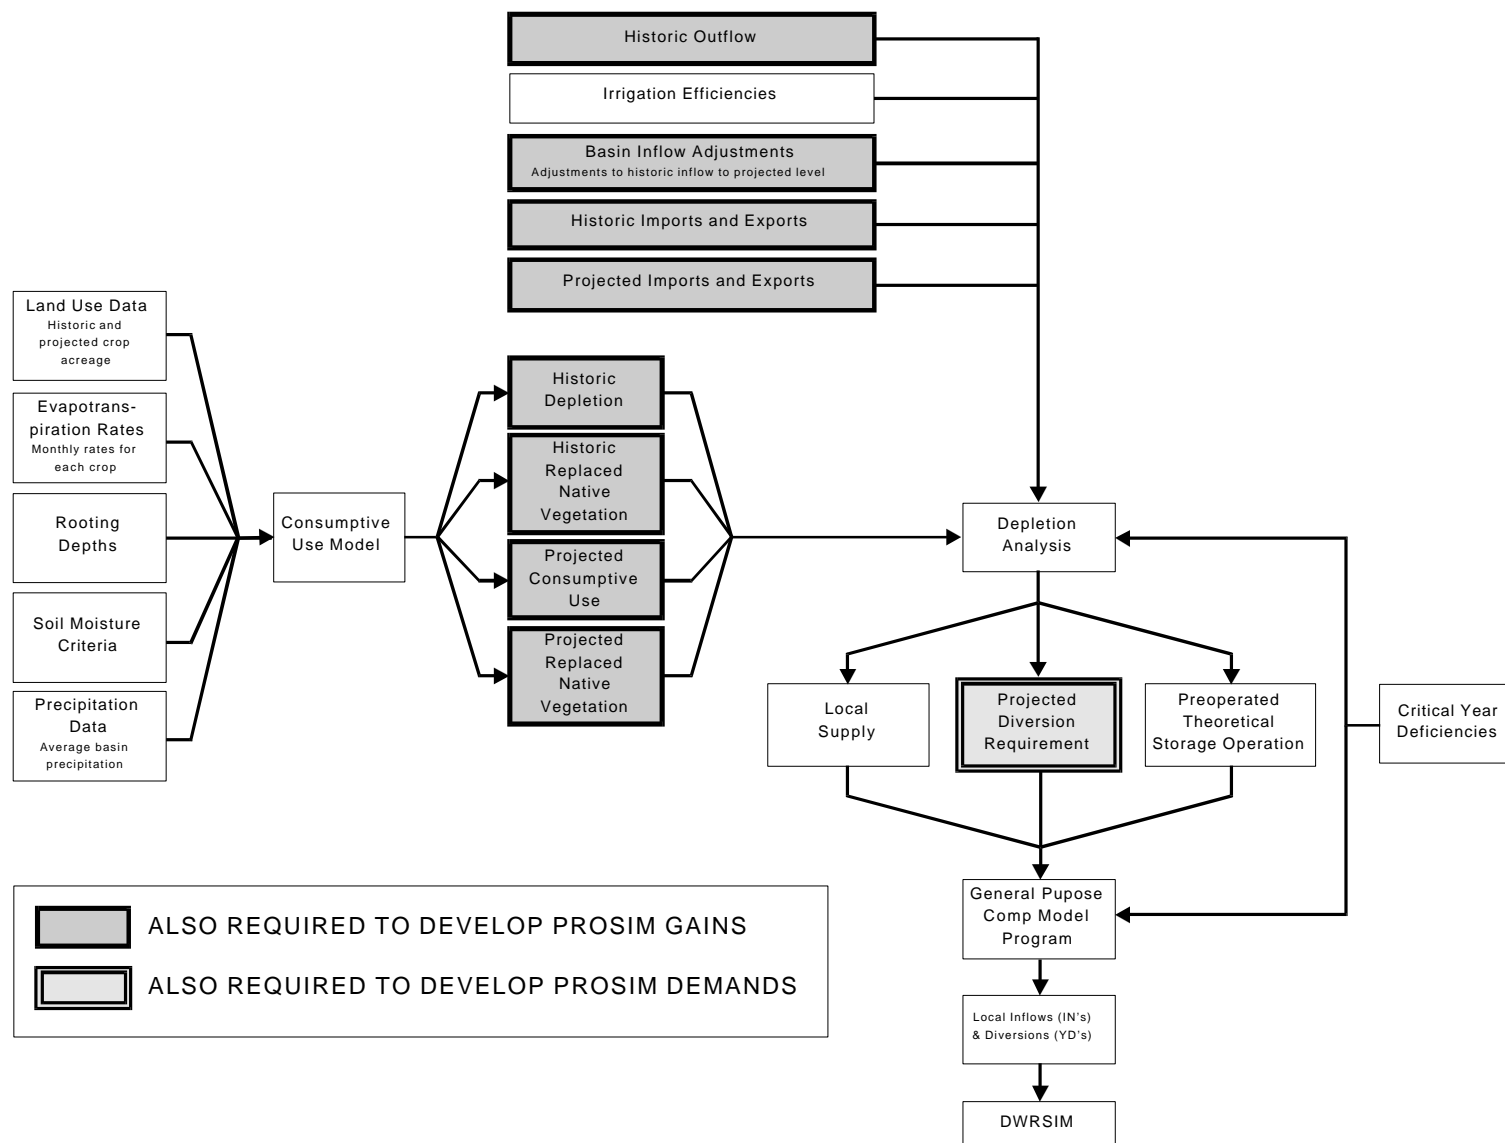 Historic Outflow
Irrigation Efficiencies
Basin Inflow Adjustments
Adjustments to historic inflow to projected level
Historic Imports and Exports
Projected Imports and Exports
Land Use Data
Historic and
projected crop
acreage
Evapotrans-
piration Rates
Monthly rates for
each crop
Rooting
Depths
Soil Moisture
Criteria
Precipitation
Data
Average basin
precipitation
Consumptive
Use Model
Historic
Depletion
Historic
Replaced
Native
Vegetation
Projected
Consumptive
Use
Projected
Replaced
Native
Vegetation
Depletion
Analysis
Local
Supply
Projected
Diversion
Requirement
Preoperated
Theoretical
Storage Operation
Critical Year
Deficiencies
General Pupose
Comp Model
Program
Local Inflows (IN's)
& Diversions (YD's)
DWRSIM
ALSO REQUIRED TO DEVELOP PROSIM GAINS
ALSO REQUIRED TO DEVELOP PROSIM DEMANDS